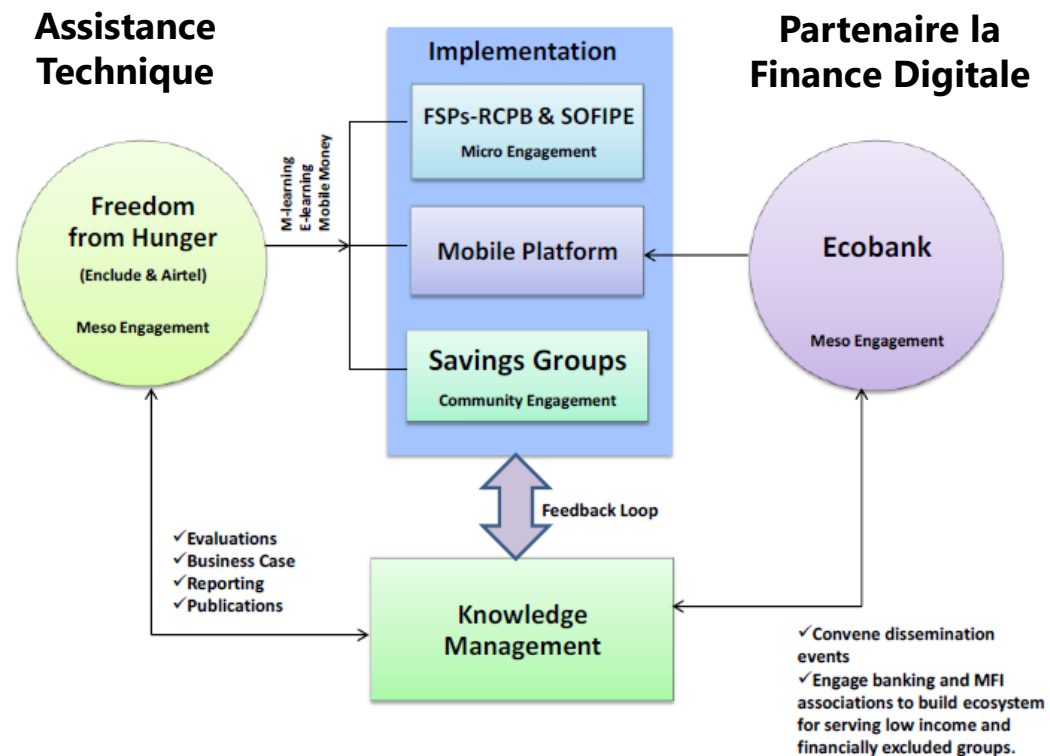 Assistance
Technique
Partenaire la
Finance Digitale
Implementation
FSPs-RCPB & SOFIPE
Micro Engagement
M-learning
E-learning
Mobile Money
Freedom
from Hunger
(Enclude & Airtel)
Meso Engagement
Mobile Platform
Ecobank
Meso Engagement
Savings Groups
Community Engagement
Feedback Loop
✓Evaluations
✓Business Case
✓Reporting
✓Publications
Knowledge
Management
✓Convene dissemination
events
✓Engage banking and MFI
associations to build ecosystem
for serving low income and
financially excluded groups.